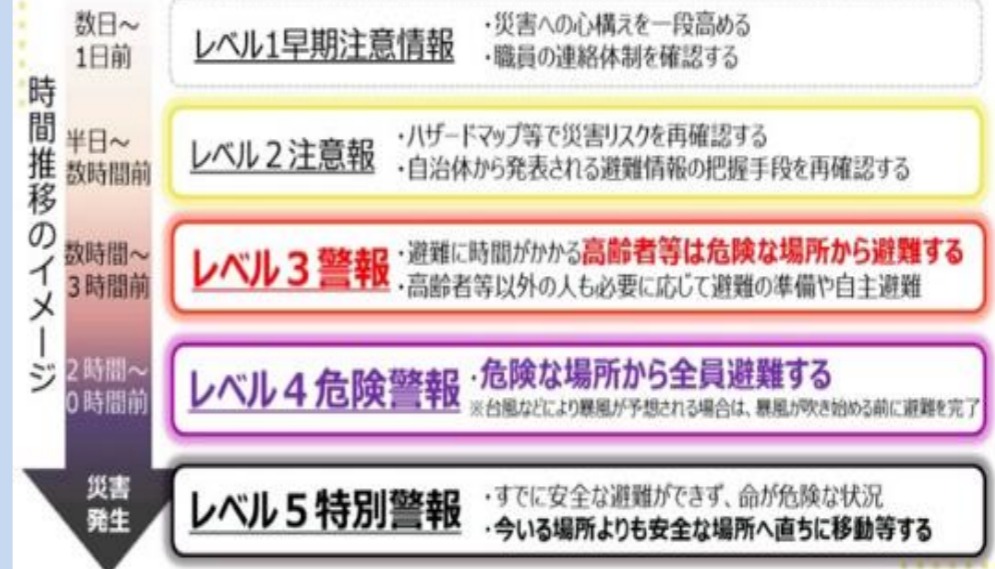 時間推移のイメージ
数日～
1日前
レベル1早期注意情報
・災害への心構えを一段高める
・職員の連絡体制を確認する
半日～
数時間前
レベル２注意報
・ハザードマップ等で災害リスクを再確認する
・自治体から発表される避難情報の把握手段を再確認する
数時間～
３時間前
レベル３警報
・避難に時間がかかる高齢者等は危険な場所から避難する
・高齢者等以外の人も必要に応じて避難の準備や自主避難
２時間～
０時間前
レベル４危険警報
・危険な場所から全員避難する
※台風などにより暴風が予想される場合は、暴風が吹き始める前に避難を完了
災害
発生
レベル５特別警報
・すでに安全な避難ができず、命が危険な状況
・今いる場所よりも安全な場所へ直ちに移動等する